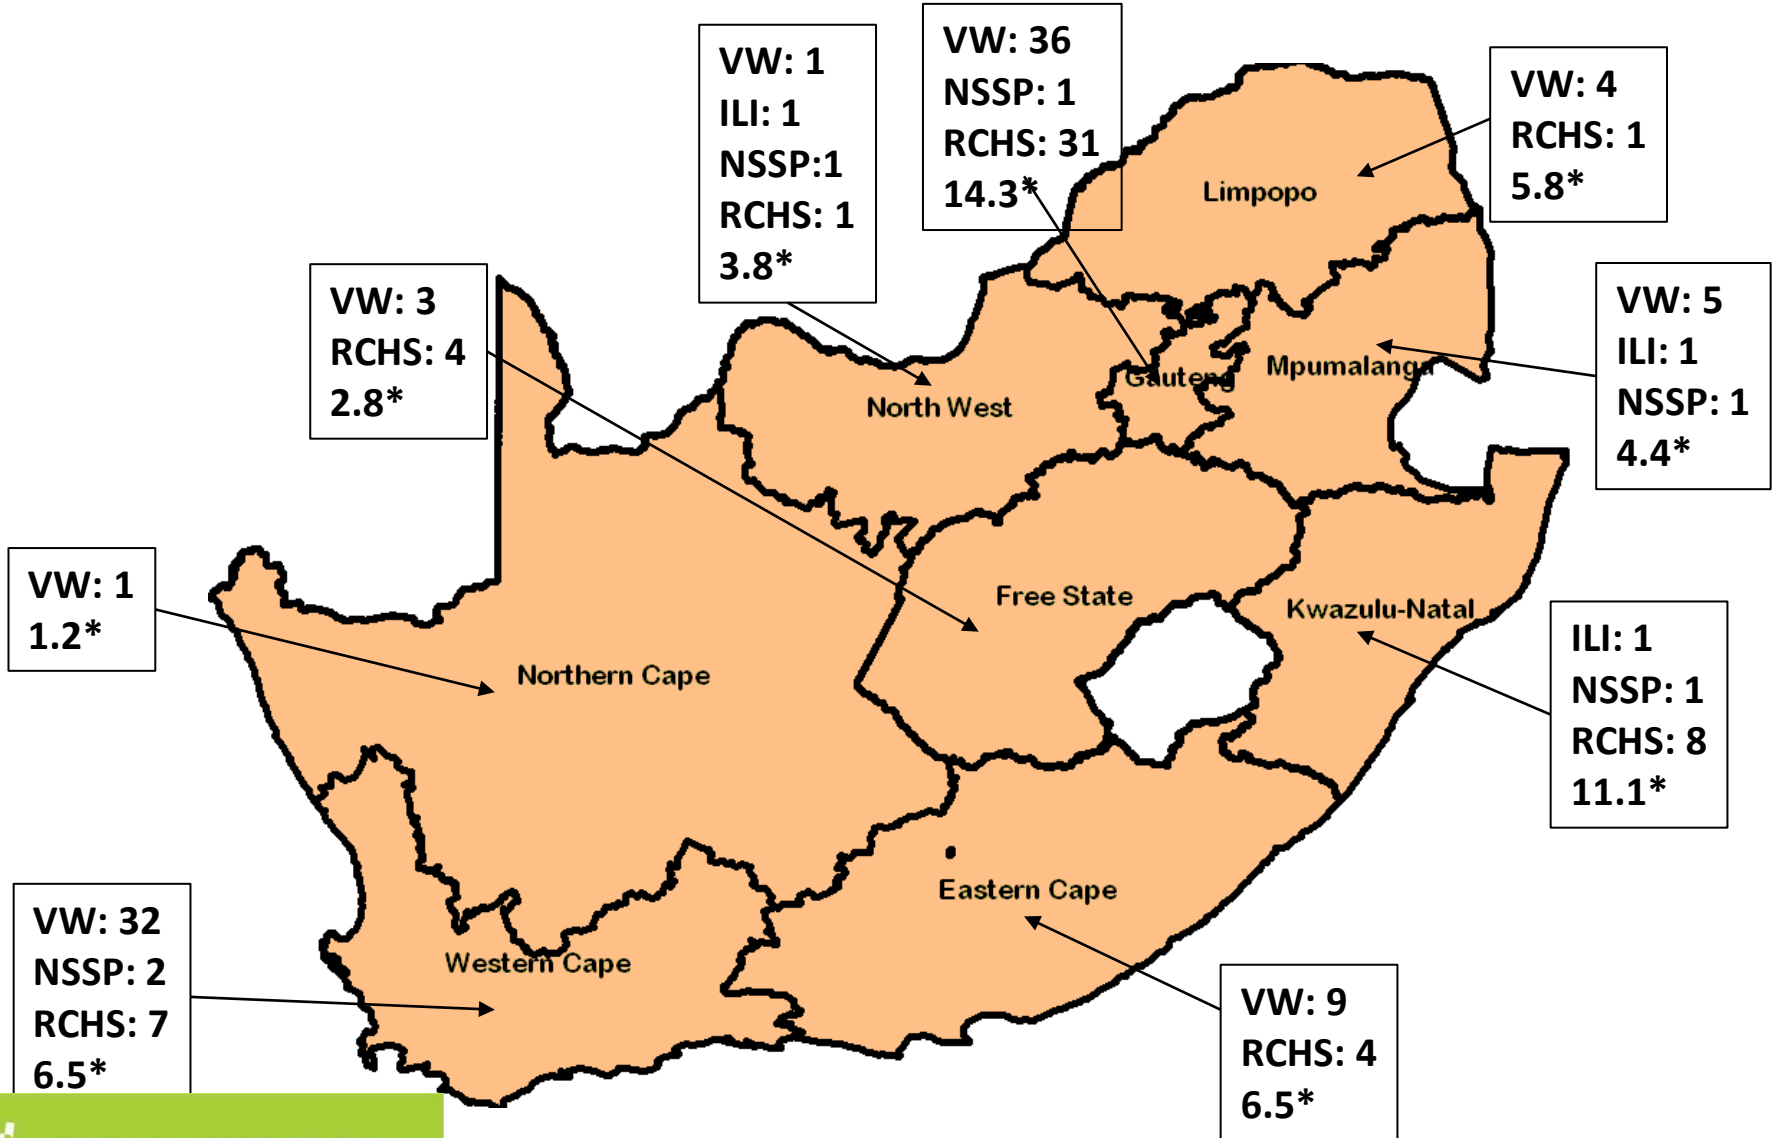 VW: 36
NSSP: 1
RCHS: 31
14.3*
VW: 1
ILI: 1
NSSP:1
RCHS: 1
3.8*
VW: 4
RCHS: 1
5.8*
Limpopo
VW: 3
RCHS: 4
2.8*
VW: 5
ILI: 1
NSSP: 1
4.4*
Mpumalanga
Gauteng
North West
VW: 1
1.2*
Free State
Kwazulu-Natal
ILI: 1
NSSP: 1
RCHS: 8
11.1*
Northern Cape
Eastern Cape
VW: 32
NSSP: 2
RCHS: 7
6.5*
Western Cape
VW: 9
RCHS: 4
6.5*